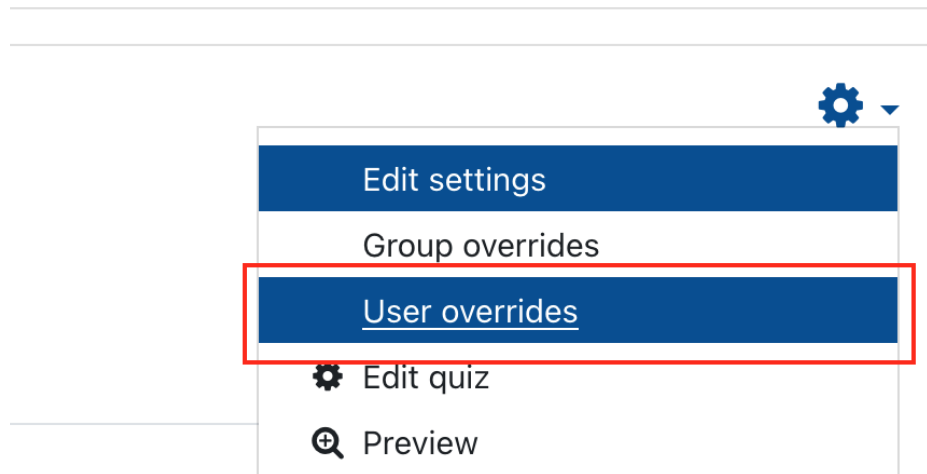 Edit settings
Group overrides
User overrides
Edit quiz
Preview